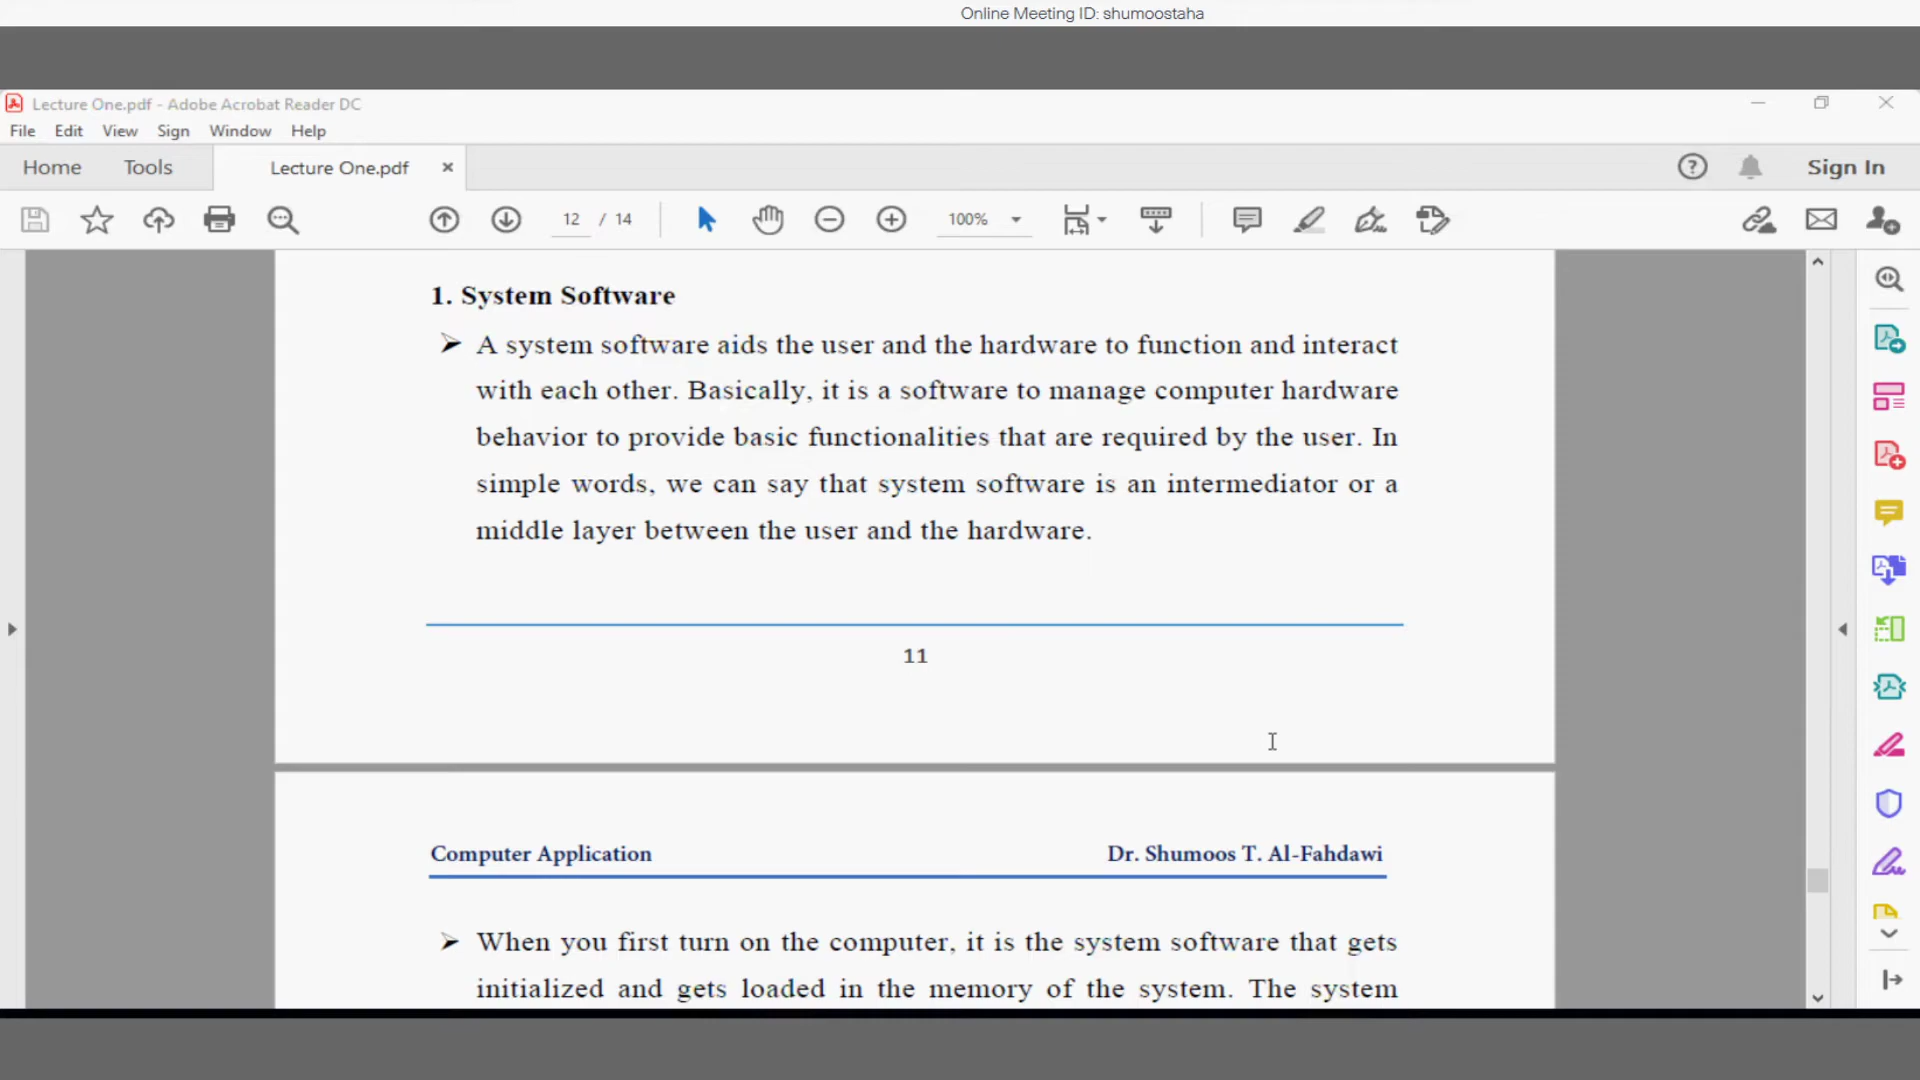 Online Meeting ID: shumoostaha
Lecture One.pdf - Adobe Acrobat Reader DC
File Edit View Sign Window Help
Home Tools Lecture One.pdf Sign In
12 / 14 100%
1. System Software
➤ A system software aids the user and the hardware to function and interact
with each other. Basically, it is a software to manage computer hardware
behavior to provide basic functionalities that are required by the user. In
simple words, we can say that system software is an intermediator or a
middle layer between the user and the hardware.
11
Computer Application Dr. Shumoos T. Al-Fahdawi
➤ When you first turn on the computer, it is the system software that gets
initialized and gets loaded in the memory of the system. The system